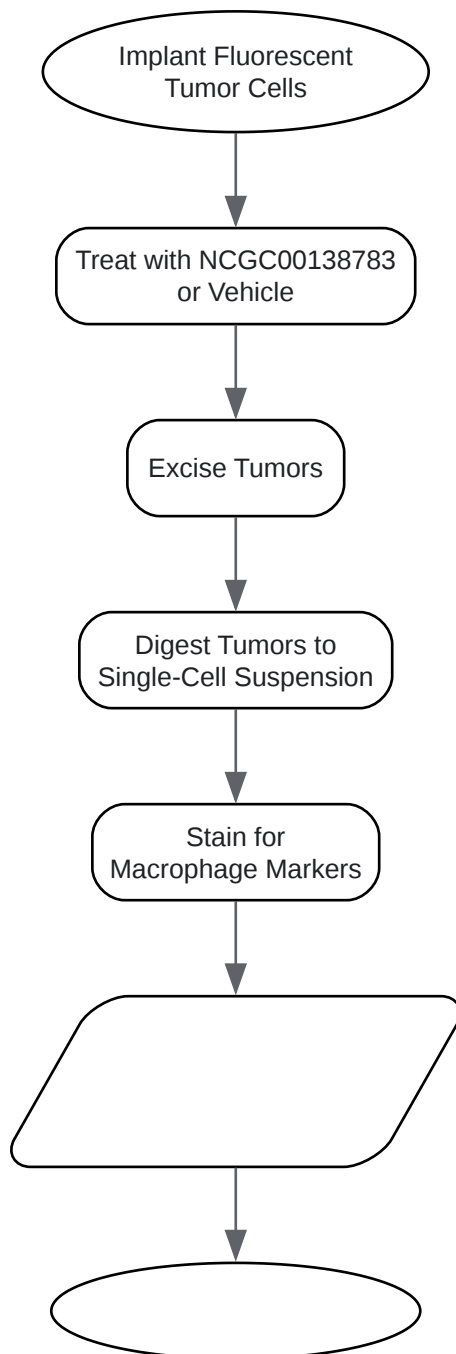 Implant Fluorescent
Tumor Cells
Treat with NCGC00138783
or Vehicle
Excise Tumors
Digest Tumors to
Single-Cell Suspension
Stain for
Macrophage Markers